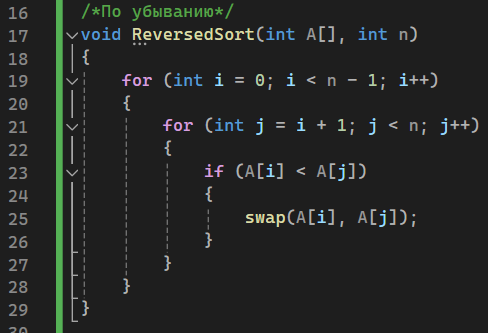 16 /*По убыванию*/
17 void ReversedSort(int A[], int n)
18 {
19     for (int i = 0; i < n - 1; i++)
20     {
21         for (int j = i + 1; j < n; j++)
22         {
23             if (A[i] < A[j])
24             {
25                 swap(A[i], A[j]);
26             }
27         }
28     }
29 }